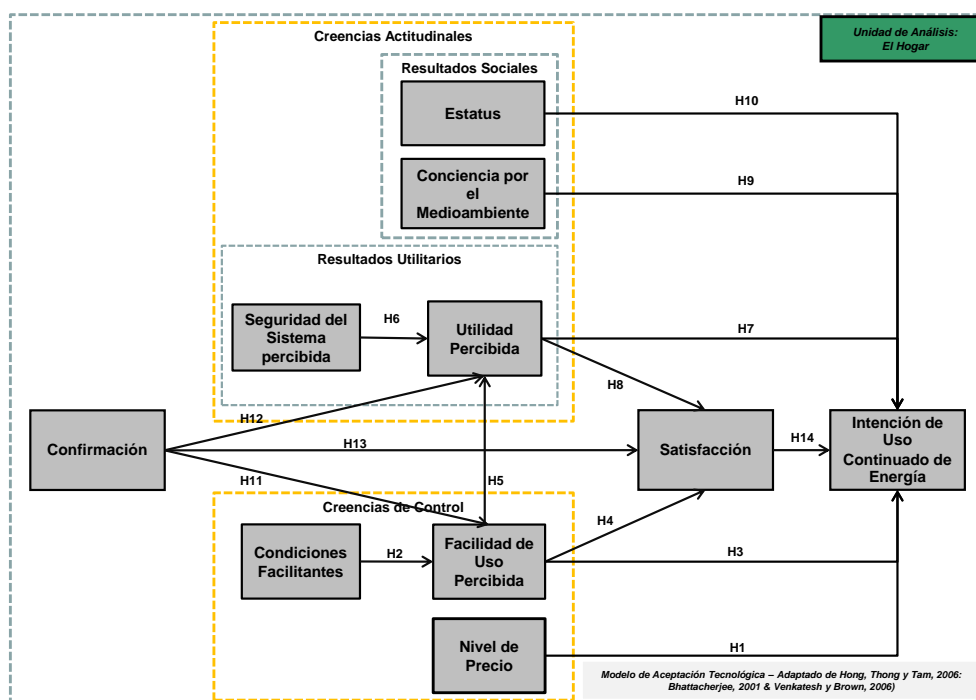 Unidad de Análisis:
El Hogar
Creencias Actitudinales
Resultados Sociales
Estatus
H10
Conciencia por
el
Medioambiente
H9
Resultados Utilitarios
Seguridad del
Sistema
percibida
H6
Utilidad
Percibida
H7
H8
H12
Confirmación
H13
Satisfacción
H14
Intención de
Uso
Continuado de
Energía
H11
H5
Creencias de Control
H4
Condiciones
Facilitantes
H2
Facilidad de
Uso
Percibida
H3
Nivel de
Precio
H1
Modelo de Aceptación Tecnológica – Adaptado de Hong, Thong y Tam, 2006:
Bhattacherjee, 2001 & Venkatesh y Brown, 2006)